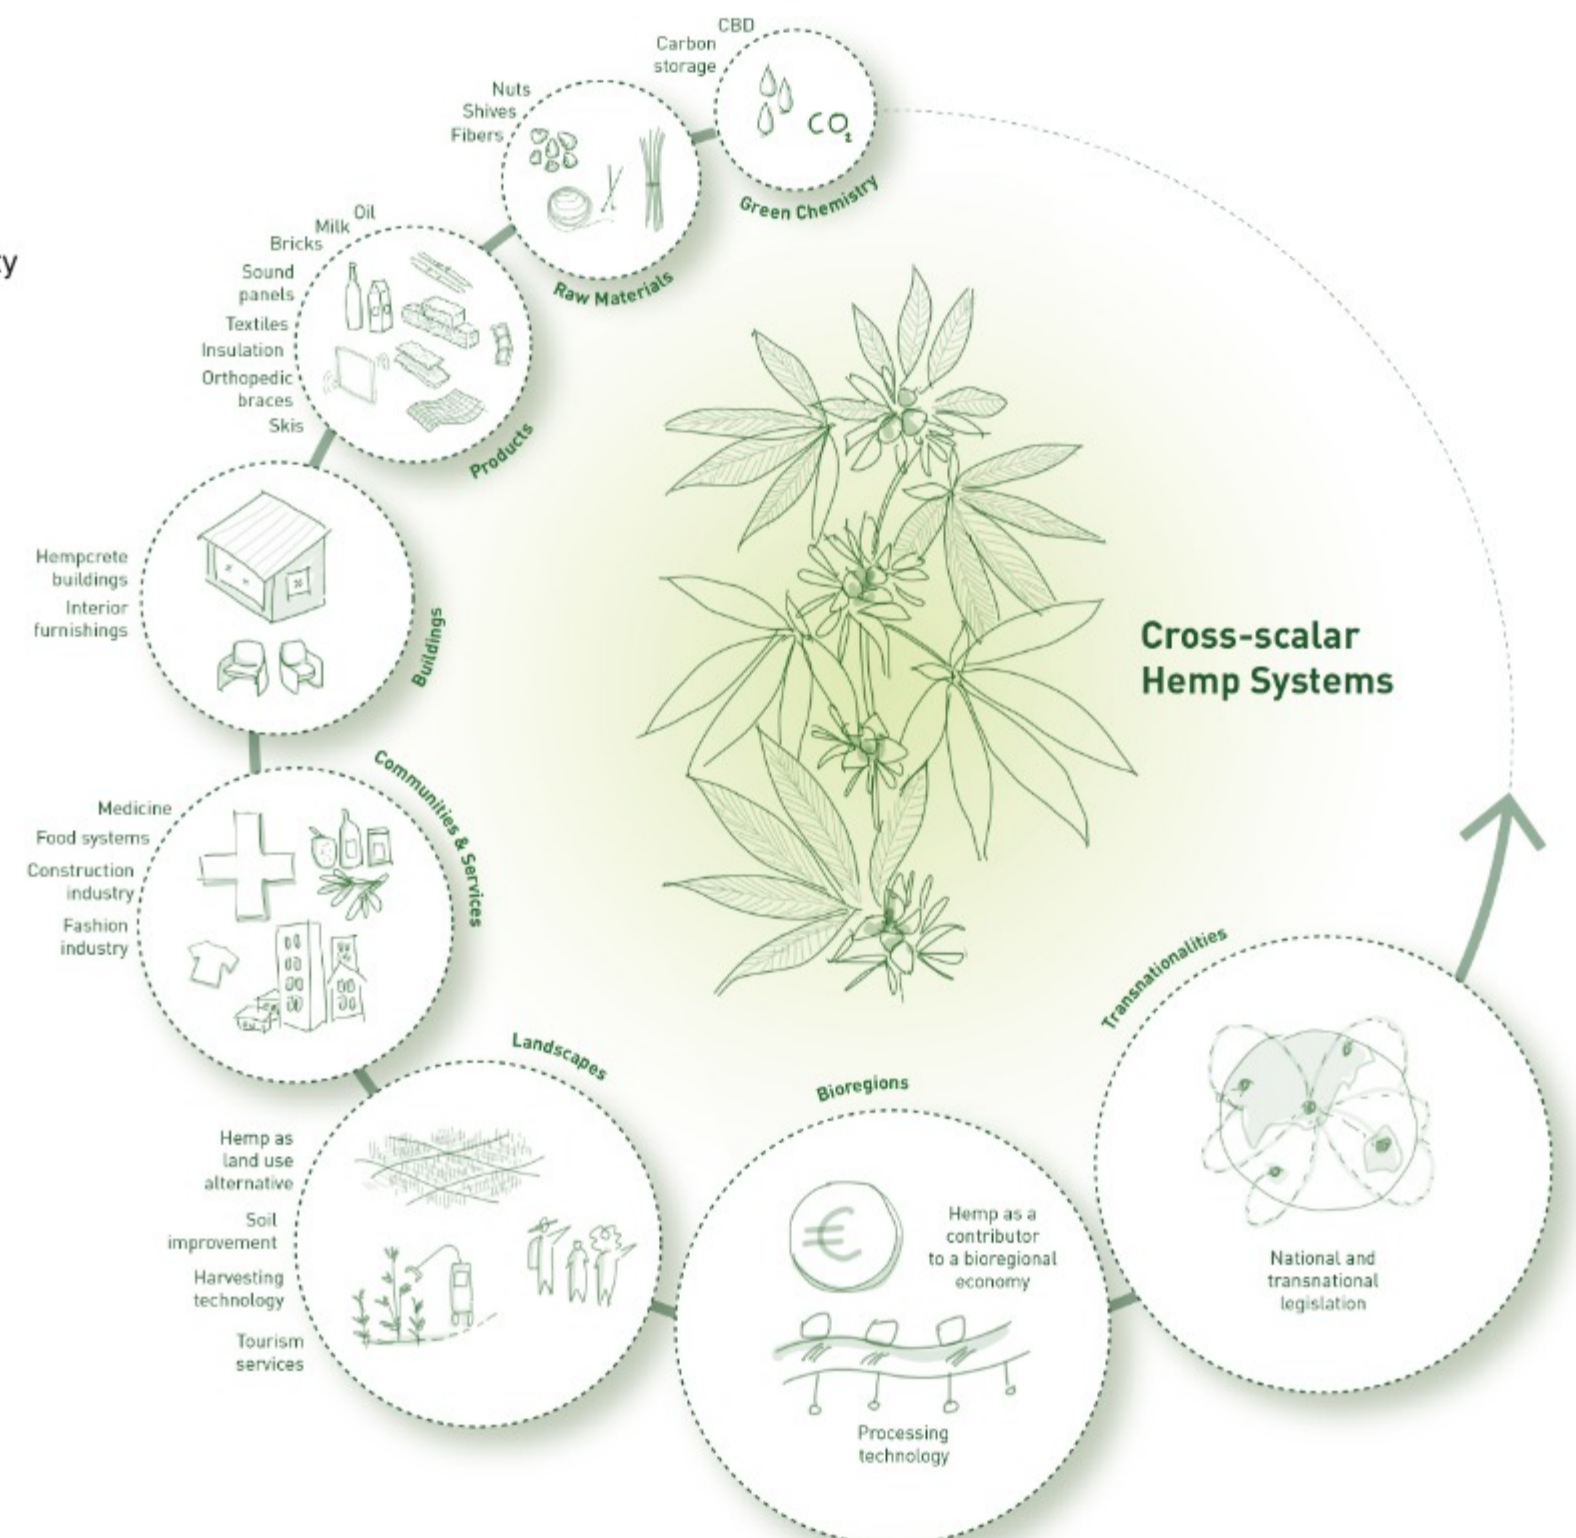 CBD
Carbon
storage
CO₂
Green Chemistry
Nuts
Shives
Fibers
Raw Materials
Oil
Milk
Bricks
Sound
panels
Textiles
Insulation
Orthopedic
braces
Skis
Products
Hempcrete
buildings
Interior
furnishings
Buildings
Communities & Services
Medicine
Food systems
Construction
industry
Fashion
industry
Landscapes
Hemp as
land use
alternative
Soil
improvement
Harvesting
technology
Tourism
services
Bioregions
€
Hemp as a
contributor
to a bioregional
economy
Processing
technology
Transnationalities
National and
transnational
legislation
Cross-scalar
Hemp Systems